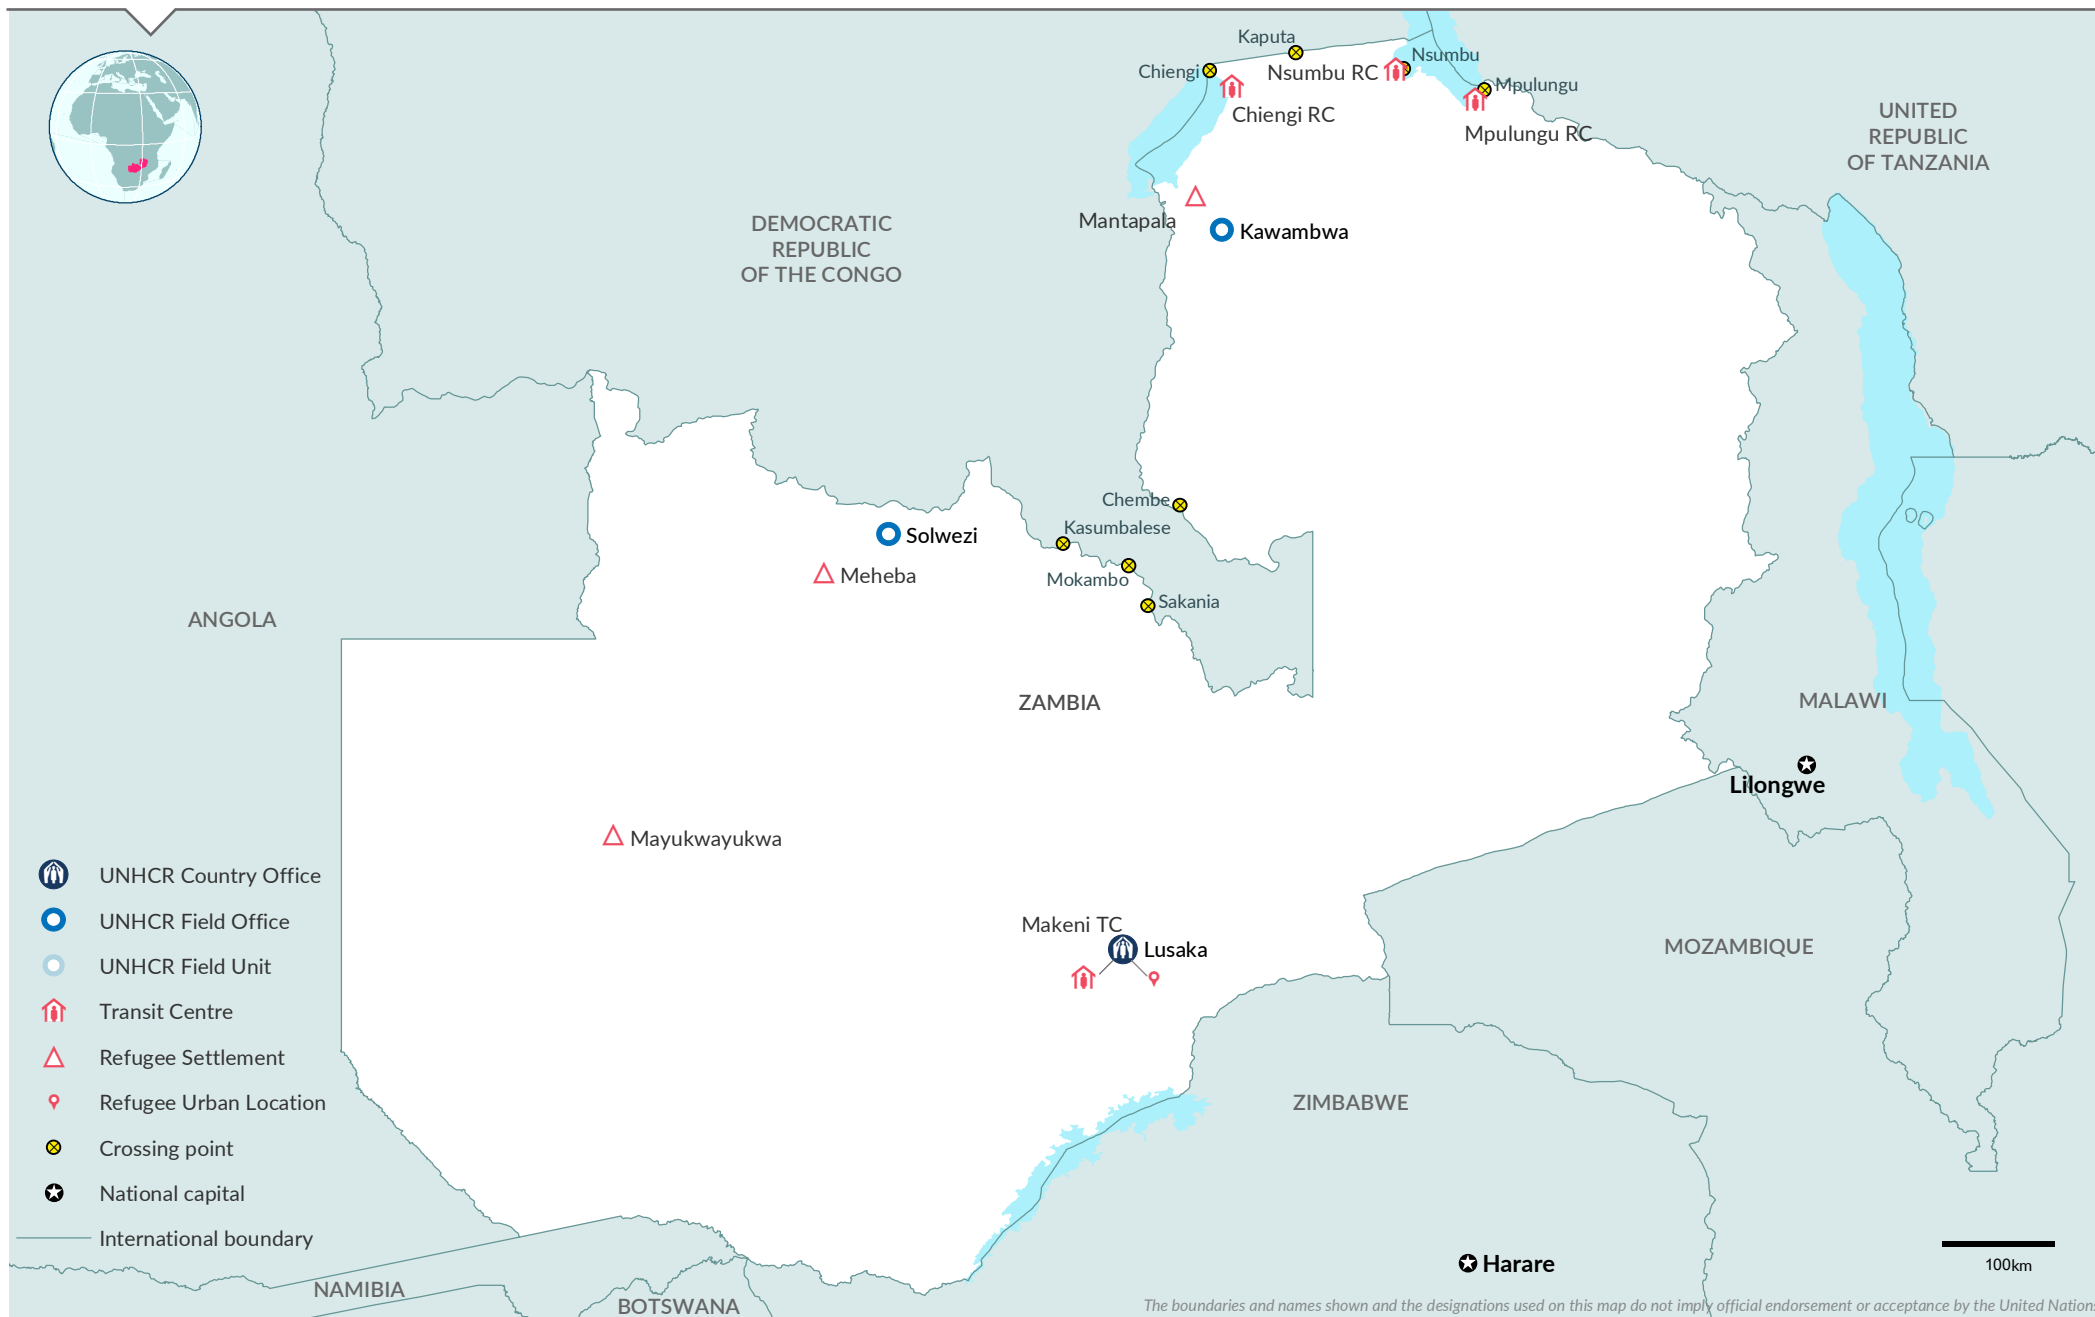 Kaputa
Nsumbu
Chiengi
Nsumbu RC
Mpulungu
Chiengi RC
Mpulungu RC
UNITED
REPUBLIC
OF TANZANIA
DEMOCRATIC
REPUBLIC
OF THE CONGO
Mantapala
Kawambwa
Chembe
Kasumbalese
Solwezi
Meheba
Mokambo
Sakania
ANGOLA
ZAMBIA
MALAWI
Lilongwe
Mayukwayukwa
Makeni TC
Lusaka
MOZAMBIQUE
ZIMBABWE
UNHCR Country Office
UNHCR Field Office
UNHCR Field Unit
Transit Centre
Refugee Settlement
Refugee Urban Location
Crossing point
National capital
International boundary
NAMIBIA
BOTSWANA
Harare
100km
The boundaries and names shown and the designations used on this map do not imply official endorsement or acceptance by the United Nations